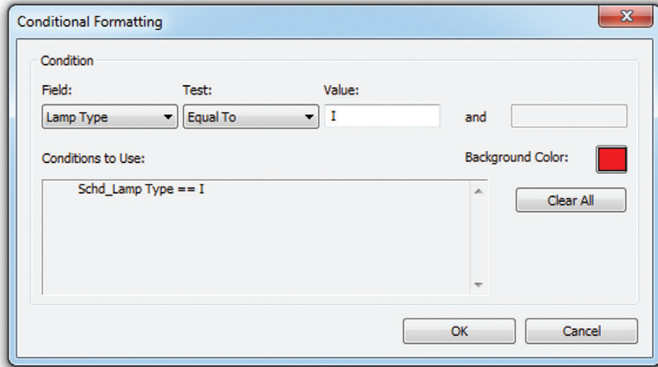 Conditional Formatting
Condition
Field: Test: Value:
Lamp Type Equal To I and
Conditions to Use: Background Color:
Schd_Lamp Type == I
Clear All
OK Cancel